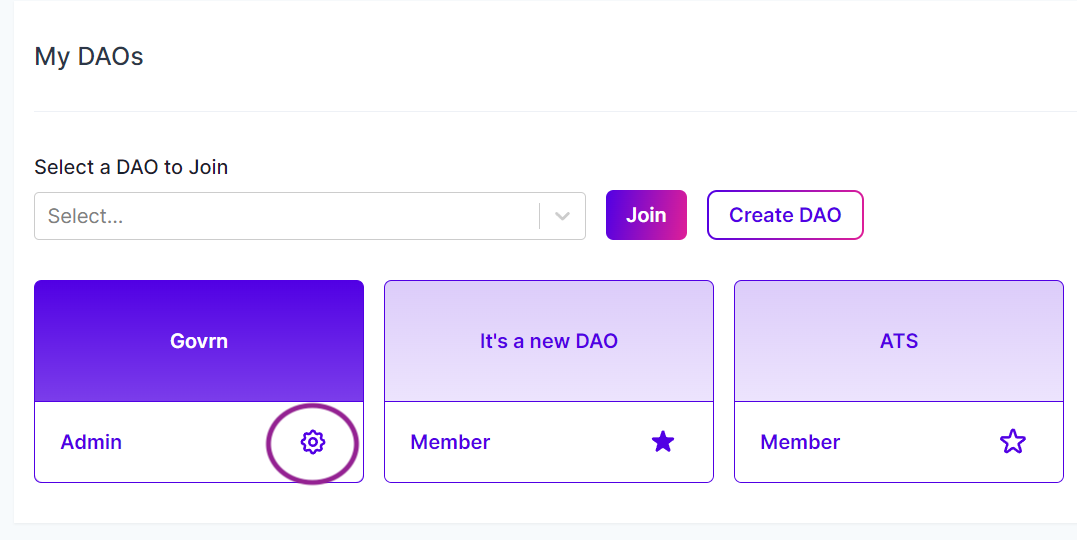 My DAOs
Select a DAO to Join
Select...
Join
Create DAO
Govrn
It's a new DAO
ATS
Admin
Member
Member